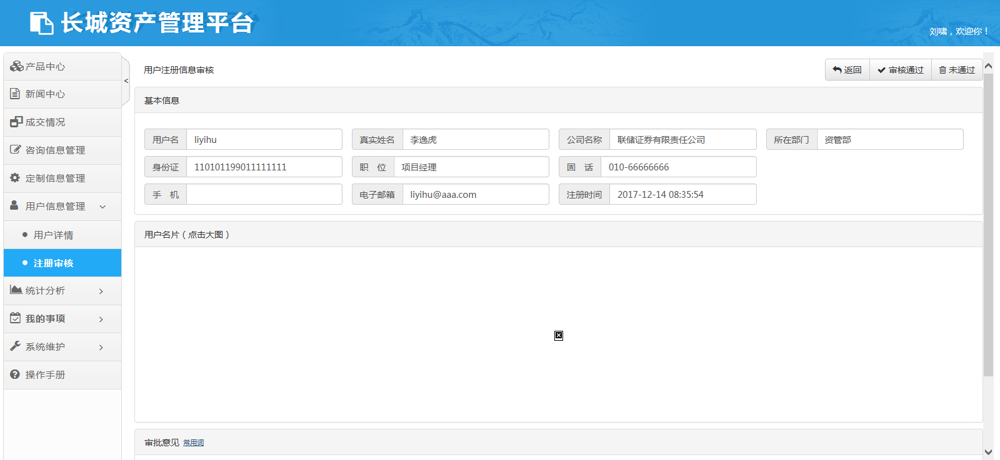 长城资产管理平台
刘啸，欢迎你！
产品中心
新闻中心
成交情况
咨询信息管理
定制信息管理
用户信息管理
用户详情
注册审核
统计分析
我的事项
系统维护
操作手册
<
用户注册信息审核
返回 审核通过 未通过
基本信息
用户名 liyihu 真实姓名 李逸虎 公司名称 联储证券有限责任公司 所在部门 资管部
身份证 110101199011111111 职 位 项目经理 固 话 010-66666666
手 机 电子邮箱 liyihu@aaa.com 注册时间 2017-12-14 08:35:54
用户名片（点击大图）
审批意见 常用词